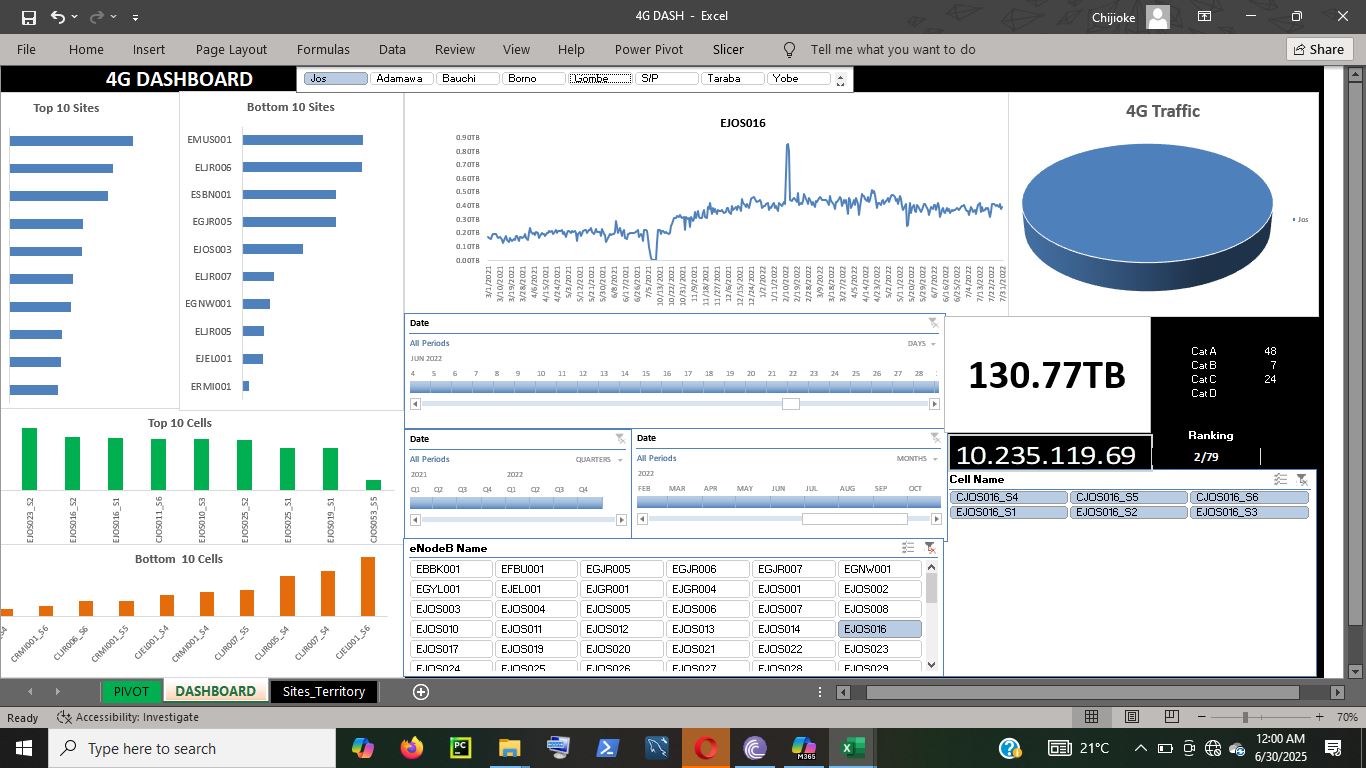 4G DASH - Excel
Chijioke
File Home Insert Page Layout Formulas Data Review View Help Power Pivot Slicer Tell me what you want to do Share
4G DASHBOARD
Jos Adamawa Bauchi Borno Gombe S/P Taraba Yobe
Top 10 Sites
Bottom 10 Sites
EMUS001
ELJR006
ESBN001
EGJR005
EJOS003
ELJR007
EGNW001
ELJR005
EJEL001
ERMI001
EJOS016
0.90TB
0.80TB
0.70TB
0.60TB
0.50TB
0.40TB
0.30TB
0.20TB
0.10TB
0.00TB
3/1/2021 3/10/2021 3/19/2021 3/28/2021 4/6/2021 4/15/2021 4/24/2021 5/3/2021 5/12/2021 5/21/2021 5/30/2021 6/8/2021 6/17/2021 6/26/2021 7/5/2021 10/13/2021 10/22/2021 10/31/2021 11/9/2021 11/18/2021 11/27/2021 12/6/2021 12/15/2021 12/24/2021 1/2/2022 1/11/2022 2/10/2022 2/19/2022 2/28/2022 3/9/2022 3/18/2022 3/27/2022 4/5/2022 4/14/2022 4/23/2022 5/2/2022 5/11/2022 5/20/2022 5/29/2022 6/7/2022 6/16/2022 6/25/2022 7/4/2022 7/13/2022 7/22/2022 7/31/2022
4G Traffic
Jos
Date
All Periods DAYS
JUN 2022
4 5 6 7 8 9 10 11 12 13 14 15 16 17 18 19 20 21 22 23 24 25 26 27 28
130.77TB
Cat A 48
Cat B 7
Cat C 24
Cat D
Ranking
2/79
10.235.119.69
Top 10 Cells
EJOS023_S2 EJOS016_S2 EJOS016_S1 CJOS011_S6 EJOS010_S3 EJOS025_S2 EJOS025_S1 EJOS019_S1 CJOS053_S5
Date
All Periods QUARTERS
2021 2022
Q1 Q2 Q3 Q4 Q1 Q2 Q3 Q4
Date
All Periods MONTHS
2022
FEB MAR APR MAY JUN JUL AUG SEP OCT
Cell Name
CJOS016_S4 CJOS016_S5 CJOS016_S6
EJOS016_S1 EJOS016_S2 EJOS016_S3
Bottom 10 Cells
CRMI001_S6 CLJR006_S6 CRMI001_S5 CJEL001_S4 CRMI001_S4 CLJR007_S5 CLJR005_S4 CLJR007_S4 CJEL001_S6
eNodeB Name
EBBK001 EFBU001 EGJR005 EGJR006 EGJR007 EGNW001
EGYL001 EJEL001 EJGR001 EJGR004 EJOS001 EJOS002
EJOS003 EJOS004 EJOS005 EJOS006 EJOS007 EJOS008
EJOS010 EJOS011 EJOS012 EJOS013 EJOS014 EJOS016
EJOS017 EJOS019 EJOS020 EJOS021 EJOS022 EJOS023
EJOS024 EJOS025 EJOS026 EJOS027 EJOS028 EJOS029
PIVOT DASHBOARD Sites_Territory
Ready Accessibility: Investigate 70%
Type here to search
PC
M365
21°C
12:00 AM
6/30/2025